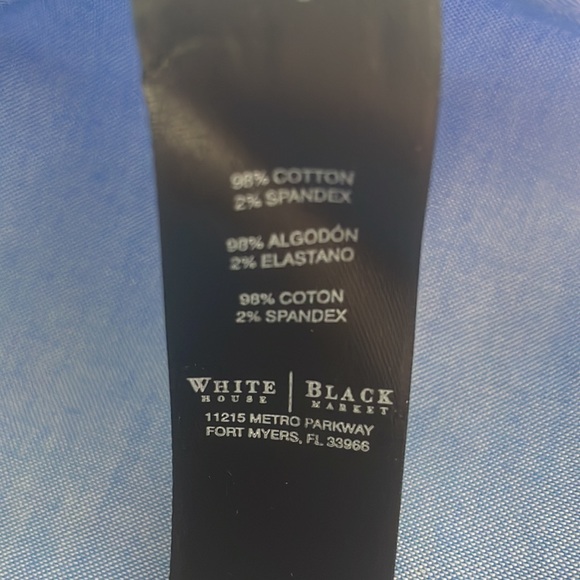 98% COTTON
2% SPANDEX
98% ALGODÓN
2% ELASTANO
98% COTON
2% SPANDEX
WHITE | BLACK
HOUSE MARKET
11215 METRO PARKWAY
FORT MYERS, FL 33966